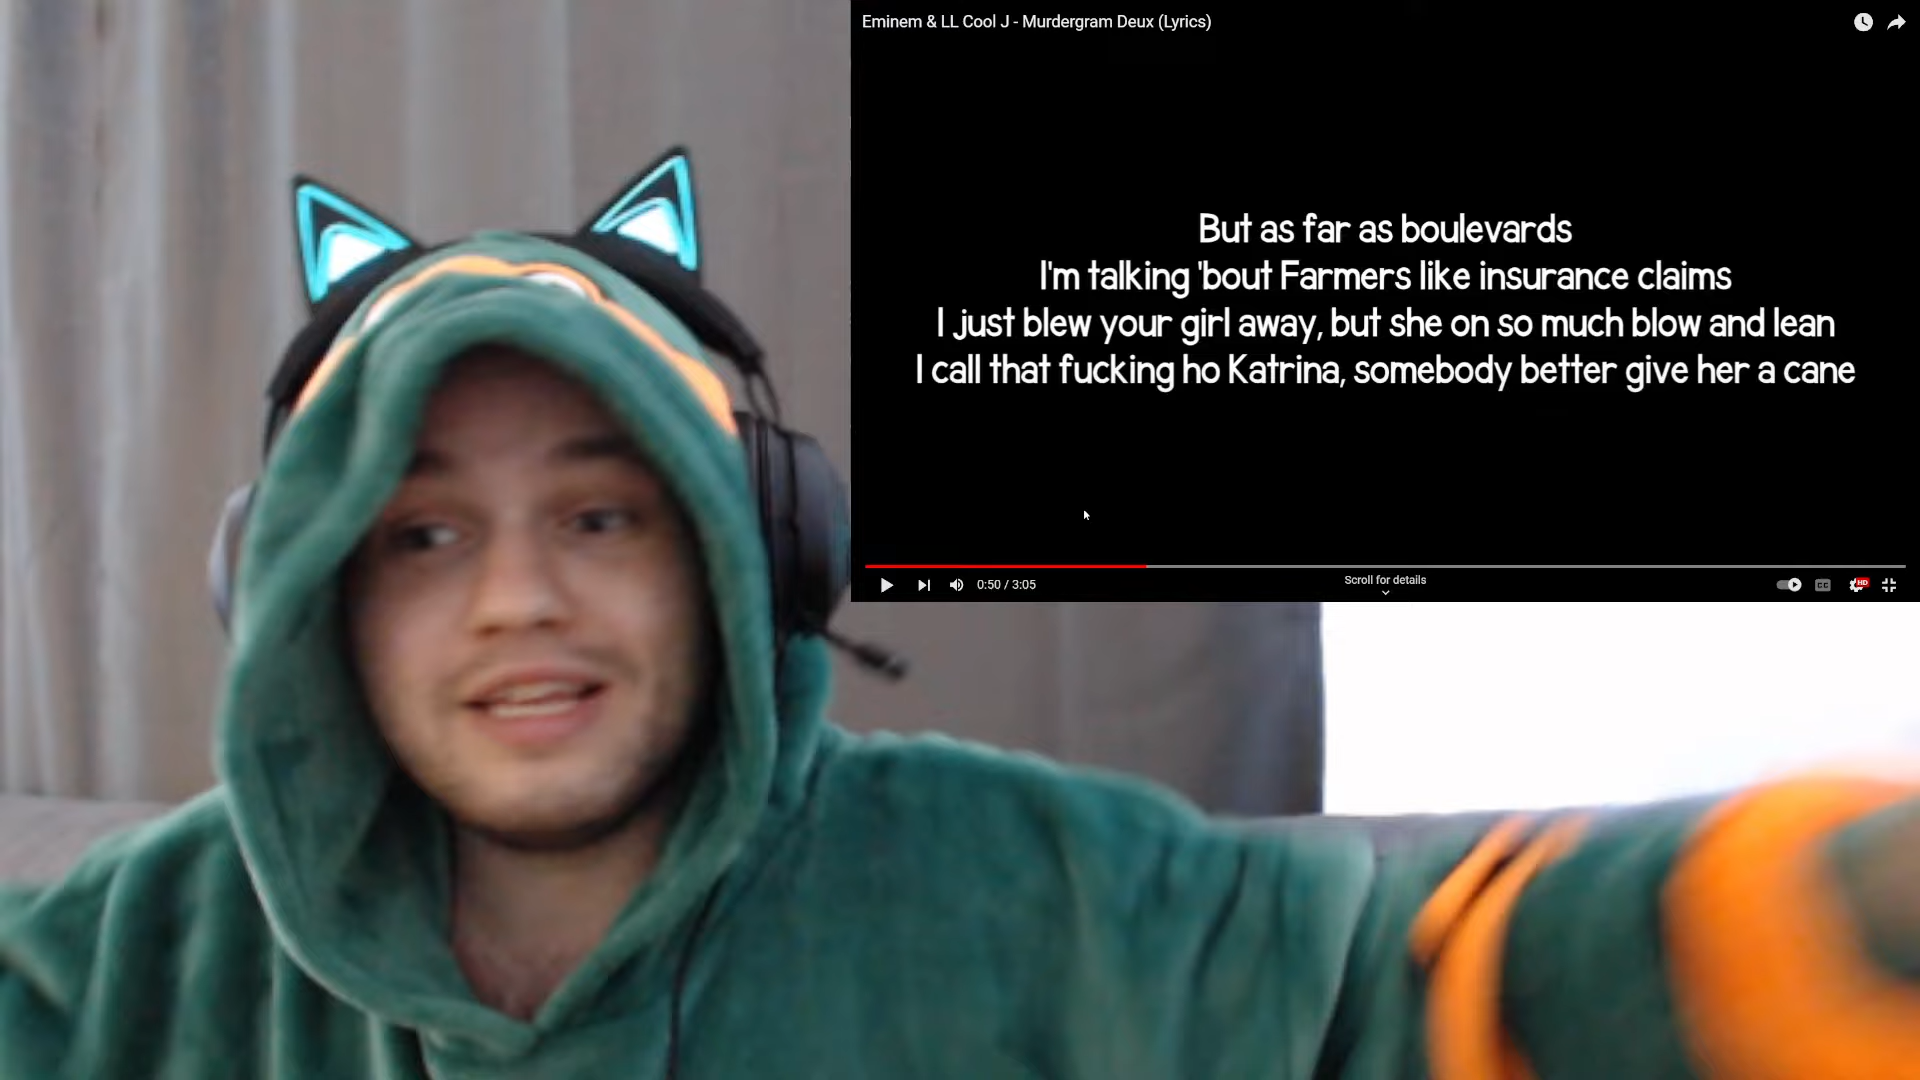 Eminem & LL Cool J - Murdergram Deux (Lyrics)
But as far as boulevards
I'm talking 'bout Farmers like insurance claims
I just blew your girl away, but she on so much blow and lean
I call that fucking ho Katrina, somebody better give her a cane
0:50 / 3:05
Scroll for details
CC
HD